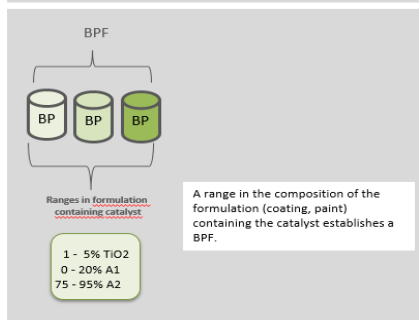 BPF
BP BP BP
Ranges in formulation
containing catalyst
1 - 5% TiO2
0 - 20% A1
75 - 95% A2
A range in the composition of the
formulation (coating, paint)
containing the catalyst establishes a
BPF.